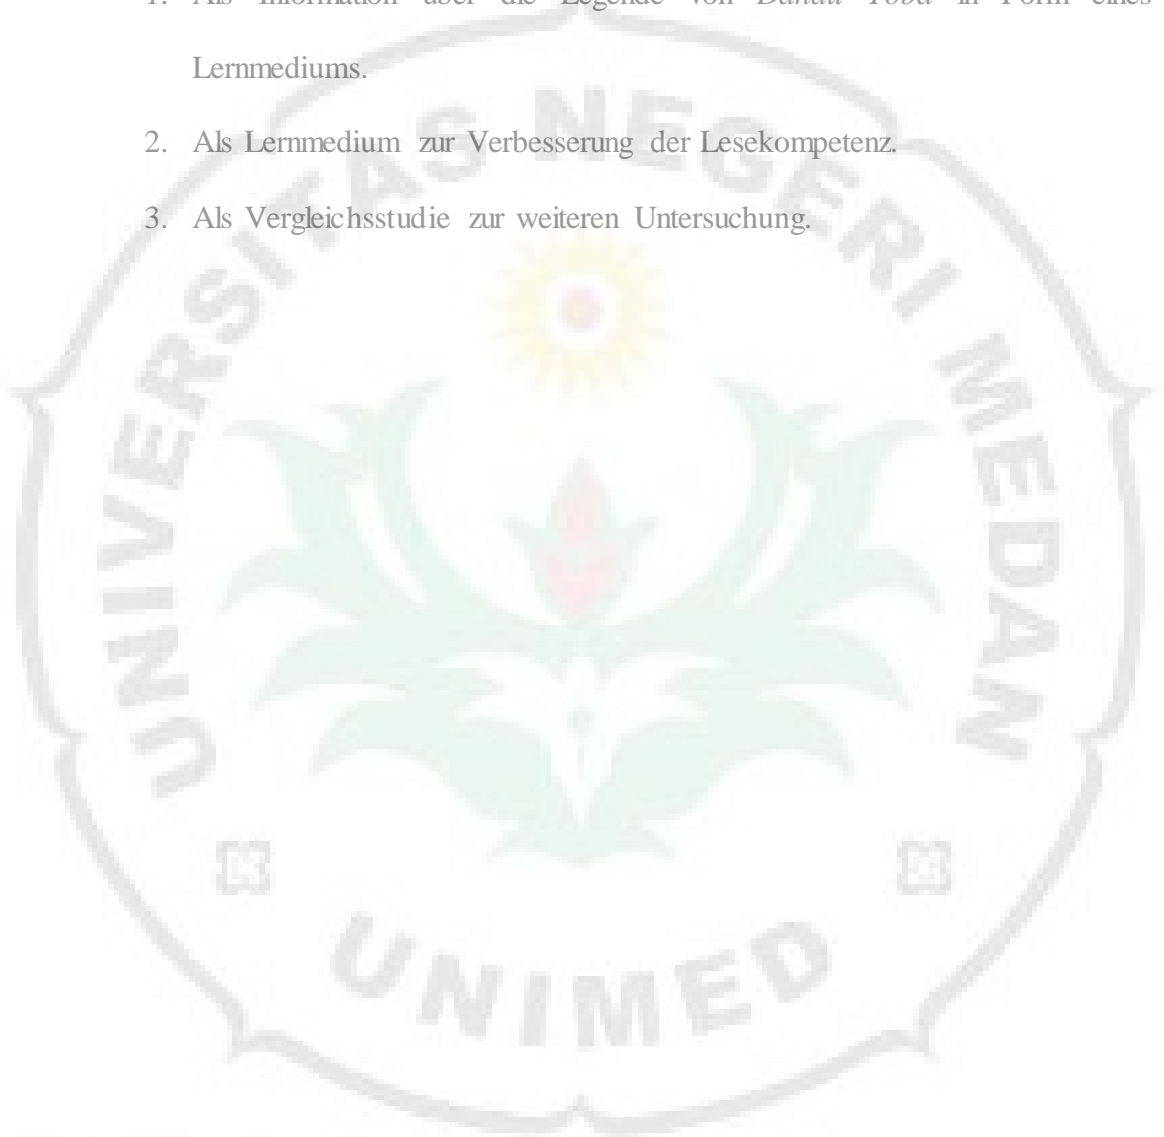 1. Als Information über die Legende von Danau Toba in Form eines
Lernmediums.
2. Als Lernmedium zur Verbesserung der Lesekompetenz.
3. Als Vergleichsstudie zur weiteren Untersuchung.
UNIVERSITAS NEGERI MEDAN
UNIMED